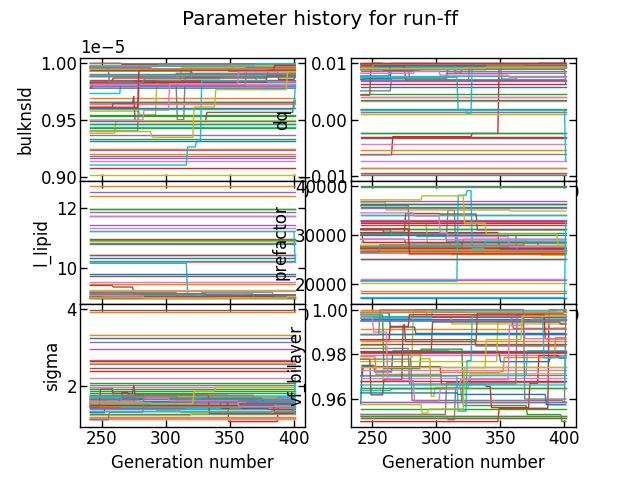 Parameter history for run-ff
1e−5
1.00
0.95
0.90
bulknsld
0.01
0.00
0.01
dq
12
10
l_lipid
40000
30000
20000
prefactor
4
2
sigma
1.00
0.98
0.96
vf_bilayer
250 300 350 400
250 300 350 400
Generation number
Generation number